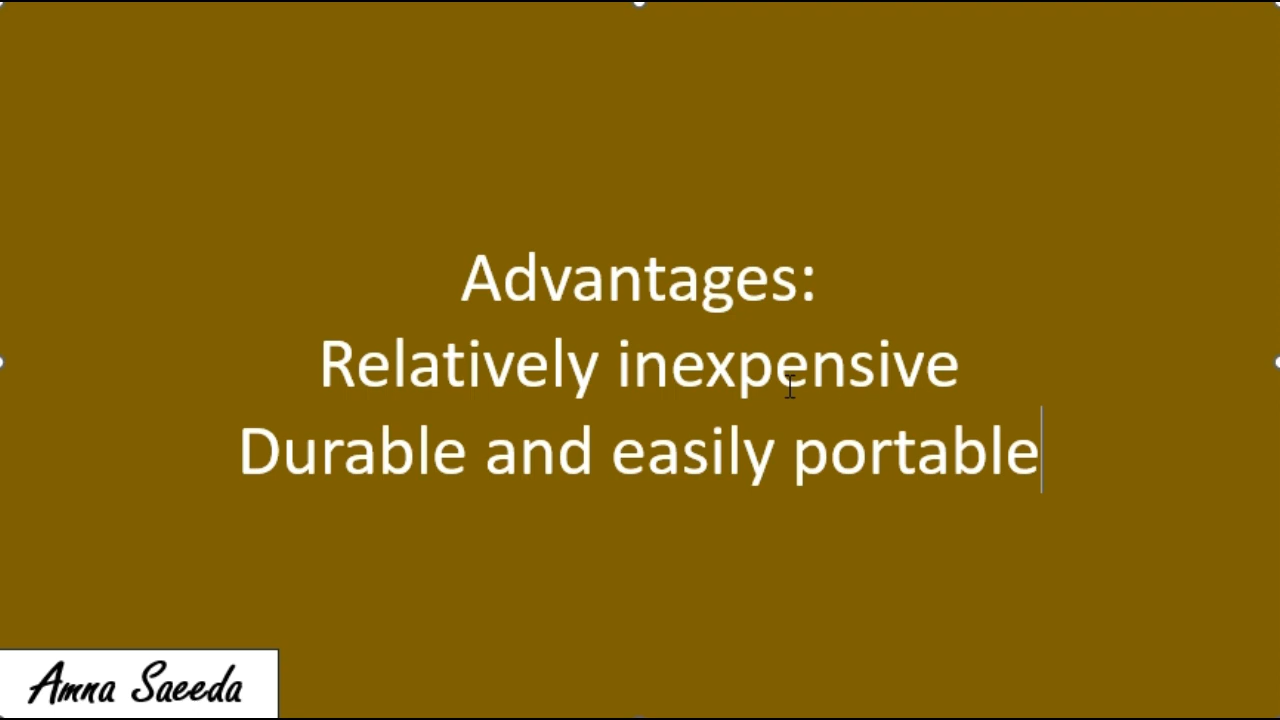 Advantages:
Relatively inexpensive
Durable and easily portable
Amna Saeeda